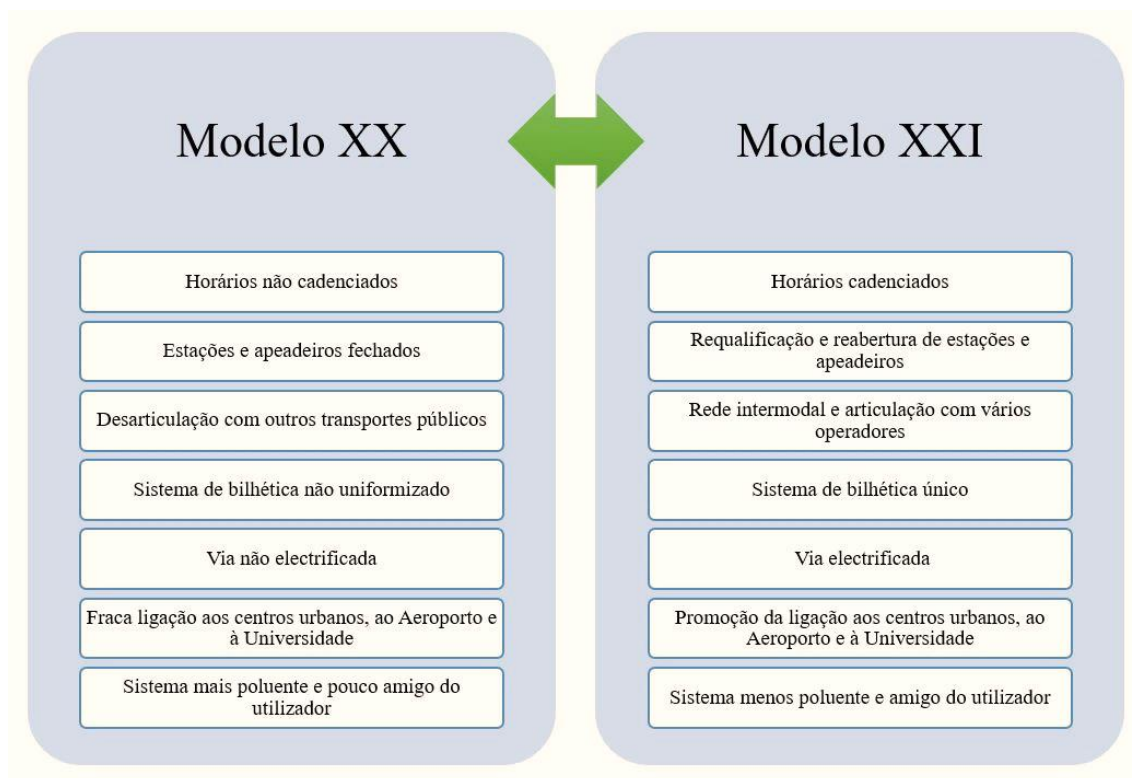 Modelo XX
Horários não cadenciados
Estações e apeadeiros fechados
Desarticulação com outros transportes públicos
Sistema de bilhética não uniformizado
Via não electrificada
Fraca ligação aos centros urbanos, ao Aeroporto e
à Universidade
Sistema mais poluente e pouco amigo do
utilizador
Modelo XXI
Horários cadenciados
Requalificação e reabertura de estações e
apeadeiros
Rede intermodal e articulação com vários
operadores
Sistema de bilhética único
Via electrificada
Promoção da ligação aos centros urbanos, ao
Aeroporto e à Universidade
Sistema menos poluente e amigo do utilizador